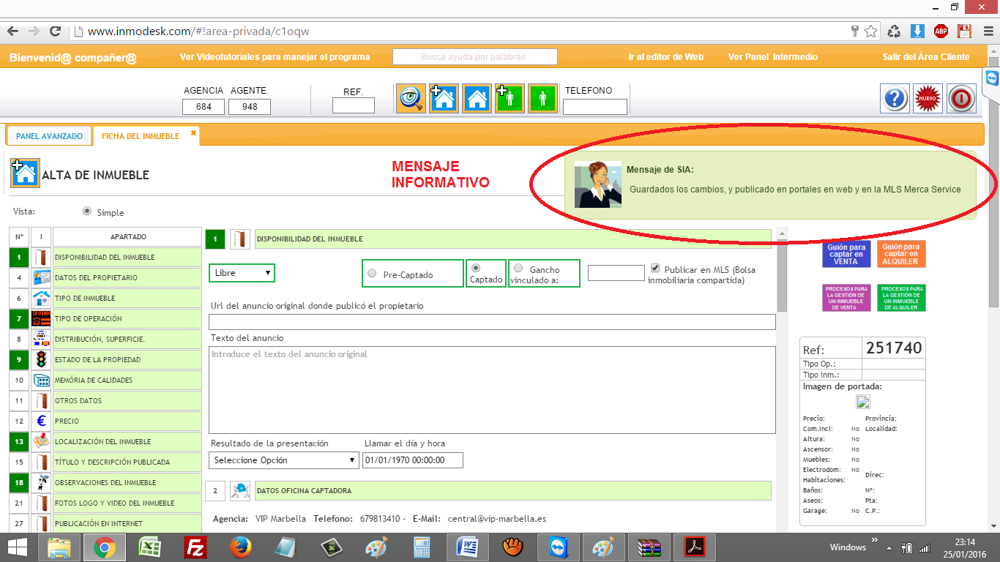 www.inmodesk.com/#!area-privada/c1oqw
ABP
Bienvenid@ compañer@
Ver Videotutoriales para manejar el programa
Busca ayuda por palabras
Ir al editor de Web
Ver Panel Intermedio
Salir del Área Cliente
AGENCIA AGENTE.
684 948
REF.
TELEFONO
NUEVO
PANEL AVANZADO
FICHA DEL INMUEBLE
ALTA DE INMUEBLE
MENSAJE
INFORMATIVO
Mensaje de SIA:
Guardados los cambios, y publicado en portales en web y en la MLS Merca Service
Vista:
Simple
Nº I APARTADO
1 DISPONIBILIDAD DEL INMUEBLE
4 DATOS DEL PROPIETARIO
6 TIPO DE INMUEBLE
7 TIPO DE OPERACIÓN
8 DISTRIBUCIÓN, SUPERFICIE.
9 ESTADO DE LA PROPIEDAD
10 MEMÓRIA DE CALIDADES
11 OTROS DATOS
12 € PRECIO
13 LOCALIZACIÓN DEL INMUEBLE
15 TÍTULO Y DESCRIPCIÓN PUBLICADA
18 OBSERVACIONES DEL INMUEBLE
21 FOTOS LOGO Y VIDEO DEL INMUEBLE
27 PUBLICACIÓN EN INTERNET
1 DISPONIBILIDAD DEL INMUEBLE
Libre
Pre-Captado
Captado
Gancho
vinculado a:
Publicar en MLS (Bolsa
inmobiliaria compartida)
Url del anuncio original donde publicó el propietario
Texto del anuncio
Introduce el texto del anuncio original
Resultado de la presentación
Llamar el día y hora
Seleccione Opción
01/01/1970 00:00:00
2 DATOS OFICINA CAPTADORA
Agencia: VIP Marbella Telefono: 679813410 - E-Mail: central@vip-marbella.es
Guión para
captar en
VENTA
Guión para
captar en
ALQUILER
PROCESOS PARA
LA GESTIÓN DE
UN INMUEBLE
DE VENTA
PROCESOS PARA
LA GESTIÓN DE
UN INMUEBLE
DE ALQUILER
Ref: 251740
Tipo Op.:
Tipo Inm.:
Imagen de portada:
Precio: Provincia:
Com.Incl: No Localidad:
Altura: No
Ascensor: No
Muebles: No
Electrodom: No
Direc:
Habitaciones:
Baños: Nº:
Aseos: Pta:
Garage: No C.P.:
Windows
23:14
25/01/2016